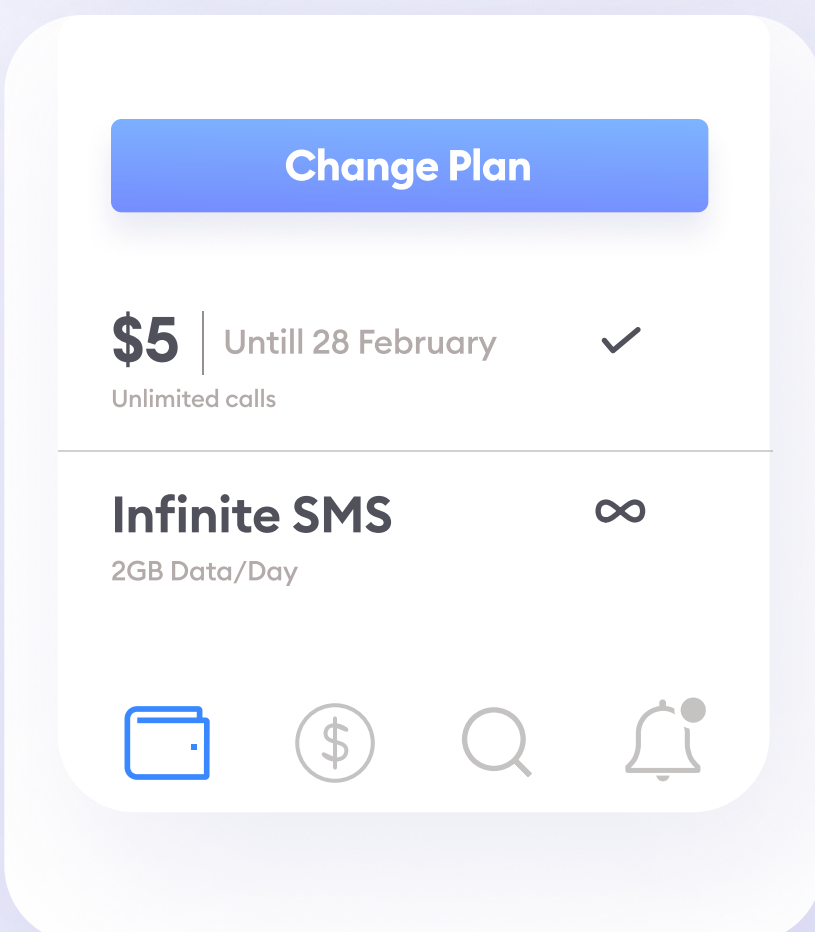 Change Plan
$5 | Untill 28 February
Unlimited calls
Infinite SMS
2GB Data/Day
$